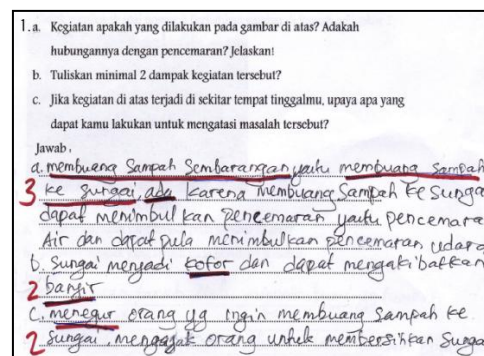 1. a. Kegiatan apakah yang dilakukan pada gambar di atas? Adakah
hubungannya dengan pencemaran? Jelaskan!
b. Tuliskan minimal 2 dampak kegiatan tersebut?
c. Jika kegiatan di atas terjadi di sekitar tempat tinggalmu, upaya apa yang
dapat kamu lakukan untuk mengatasi masalah tersebut?
Jawab,
a. membuang Sampah Sembarangan yaitu membuang sampah
3 ke sungai, ada karena membuang Sampah ke Sunga
dapat menimbulkan pencemaran yaitu pencemara
Air dan dapat pula menimbulkan pencemaran udara
b. Sungai menjadi kotor dan dapat mengakibatkan
2 banjir
c. menegur orang yg ingin membuang sampah ke
2 Sungai, mengajak orang untuk membersihkan Sunga